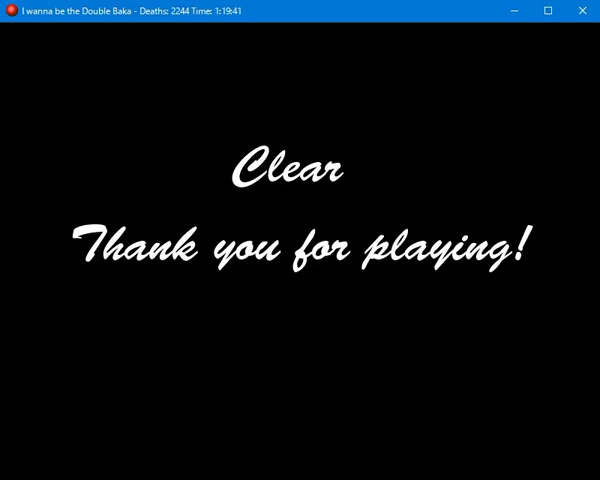 I wanna be the Double Baka - Deaths: 2244 Time: 1:19:41
Clear
Thank you for playing!